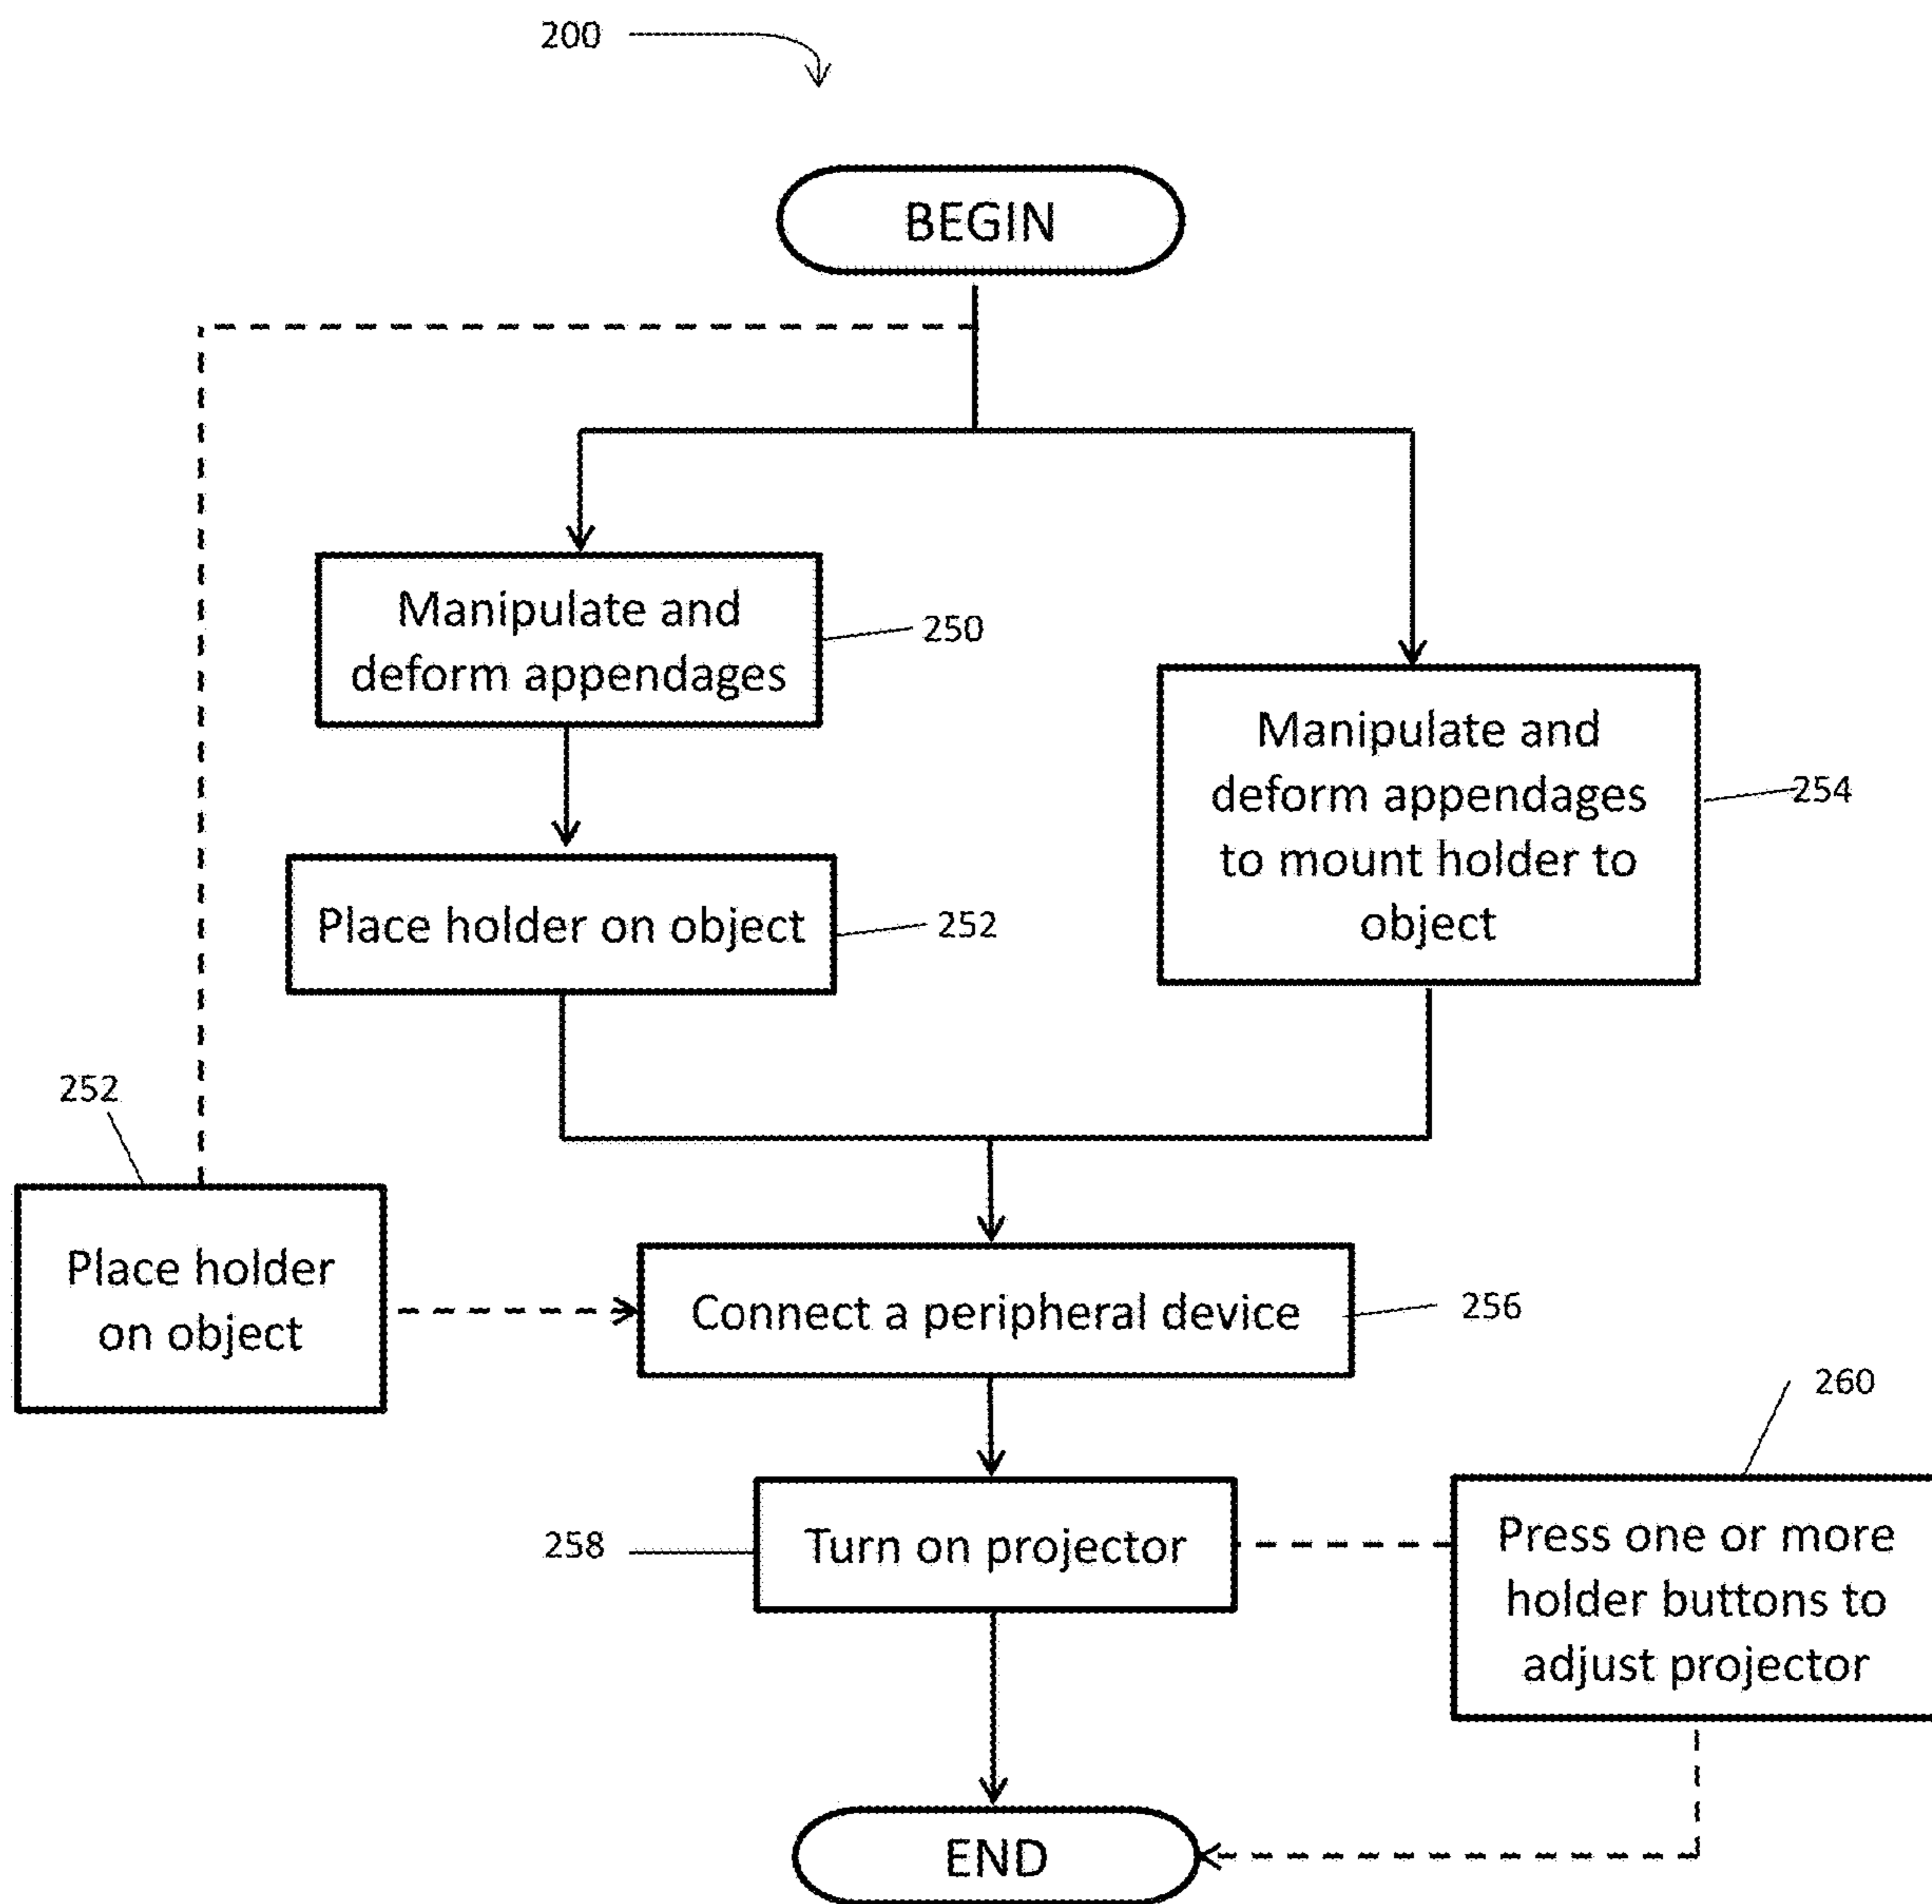 200
BEGIN
Manipulate and
deform appendages
250
Manipulate and
deform appendages
to mount holder to
object
254
Place holder on object
252
252
Place holder
on object
Connect a peripheral device
256
260
258
Turn on projector
Press one or more
holder buttons to
adjust projector
END